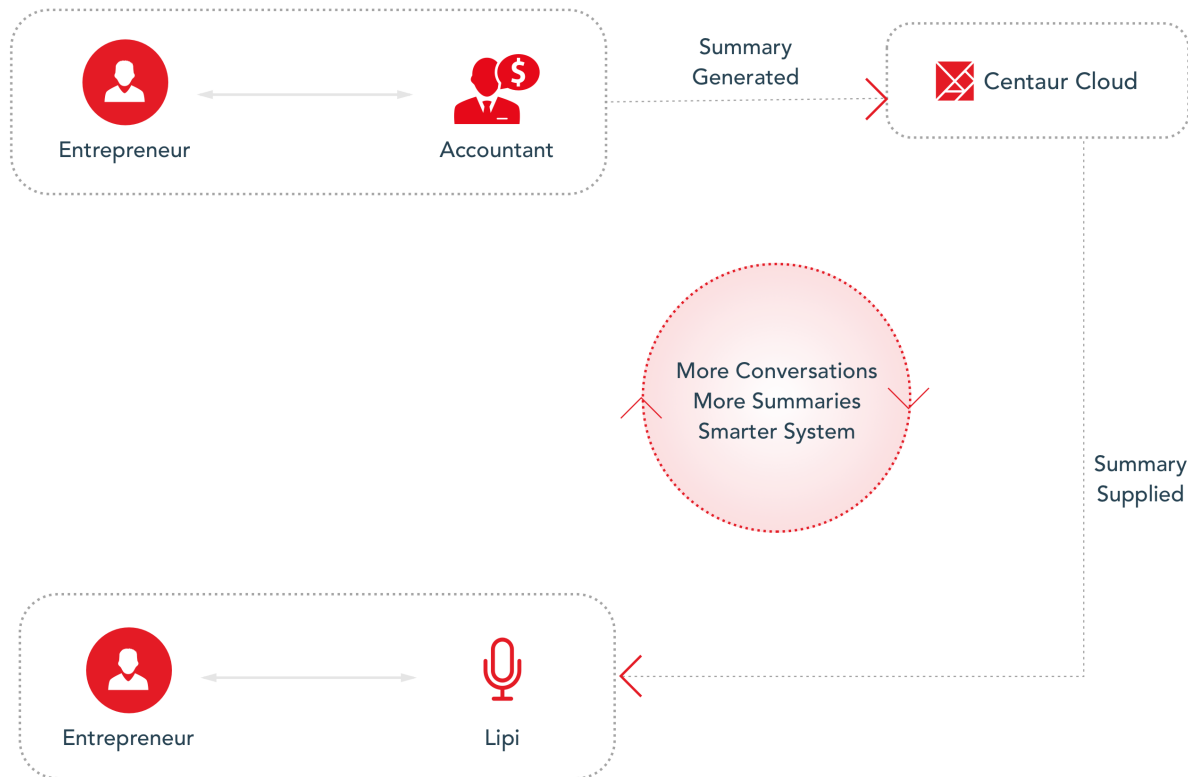 Summary
Generated
Centaur Cloud
Entrepreneur
Accountant
$
More Conversations
More Summaries
Smarter System
Summary
Supplied
Entrepreneur
Lipi